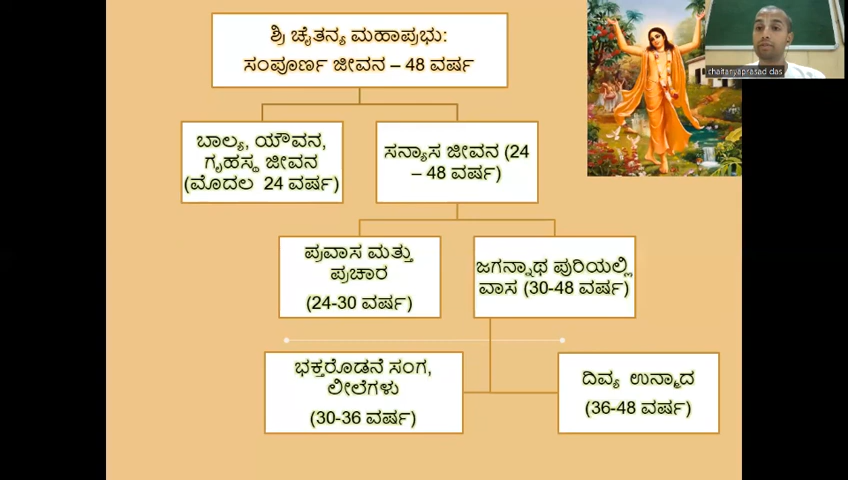 ಶ್ರಿ ಚೈತನ್ಯ ಮಹಾಪ್ರಭು:
ಸಂಪೂರ್ಣ ಜೀವನ – 48 ವರ್ಷ
chaitanyaprasad das
ಬಾಲ್ಯ, ಯೌವನ,
ಗೃಹಸ್ಥ ಜೀವನ
(ಮೊದಲ 24 ವರ್ಷ)
ಸನ್ಯಾಸ ಜೀವನ (24
– 48 ವರ್ಷ)
ಪ್ರವಾಸ ಮತ್ತು
ಪ್ರಚಾರ
(24-30 ವರ್ಷ)
ಜಗನ್ನಾಥ ಪುರಿಯಲ್ಲಿ
ವಾಸ (30-48 ವರ್ಷ)
ಭಕ್ತರೊಡನೆ ಸಂಗ,
ಲೀಲೆಗಳು
(30-36 ವರ್ಷ)
ದಿವ್ಯ ಉನ್ಮಾದ
(36-48 ವರ್ಷ)